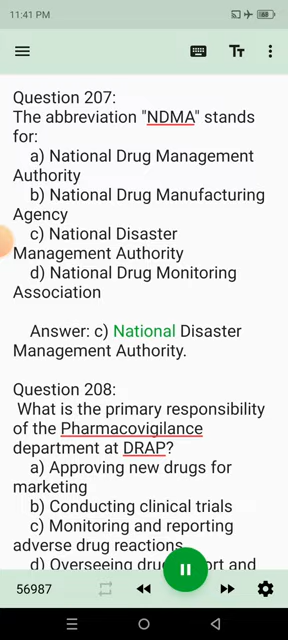 11:41 PM
Question 207:
The abbreviation "NDMA" stands
for:
a) National Drug Management
Authority
b) National Drug Manufacturing
Agency
c) National Disaster
Management Authority
d) National Drug Monitoring
Association
Answer: c) National Disaster
Management Authority.
Question 208:
What is the primary responsibility
of the Pharmacovigilance
department at DRAP?
a) Approving new drugs for
marketing
b) Conducting clinical trials
c) Monitoring and reporting
adverse drug reactions
d) Overseeing and
56987